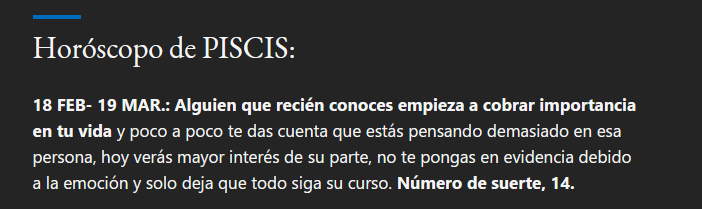 Horóscopo de PISCIS:
18 FEB- 19 MAR.: Alguien que recién conoces empieza a cobrar importancia
en tu vida y poco a poco te das cuenta que estás pensando demasiado en esa
persona, hoy verás mayor interés de su parte, no te pongas en evidencia debido
a la emoción y solo deja que todo siga su curso. Número de suerte, 14.